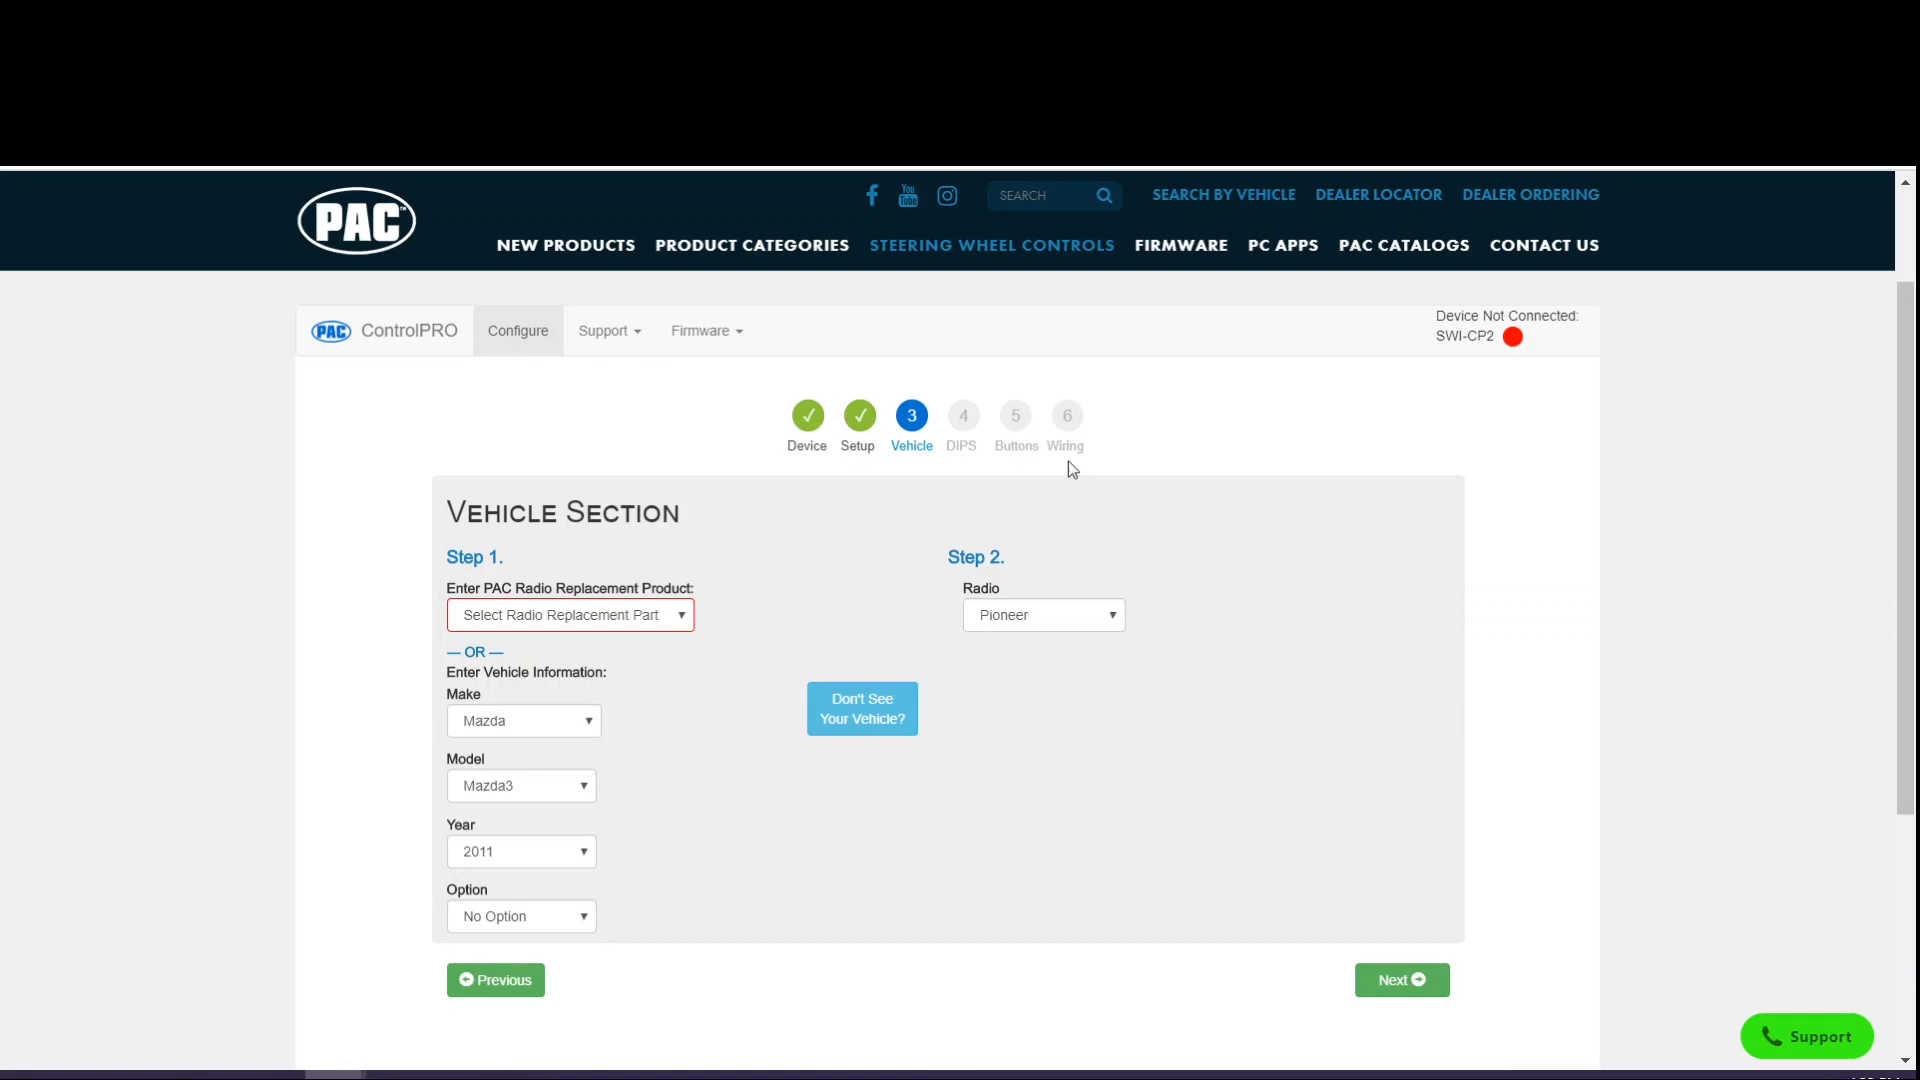 PAC
You
Tube
SEARCH
SEARCH BY VEHICLE
DEALER LOCATOR
DEALER ORDERING
NEW PRODUCTS
PRODUCT CATEGORIES
STEERING WHEEL CONTROLS
FIRMWARE
PC APPS
PAC CATALOGS
CONTACT US
PAC ControlPRO
Configure
Support
Firmware
Device Not Connected:
SWI-CP2
3
4
5
6
Device
Setup
Vehicle
DIPS
Buttons
Wiring
VEHICLE SECTION
Step 1.
Enter PAC Radio Replacement Product:
Select Radio Replacement Part
— OR —
Enter Vehicle Information:
Make
Mazda
Model
Mazda3
Year
2011
Option
No Option
Don't See
Your Vehicle?
Step 2.
Radio
Pioneer
Previous
Next
Support